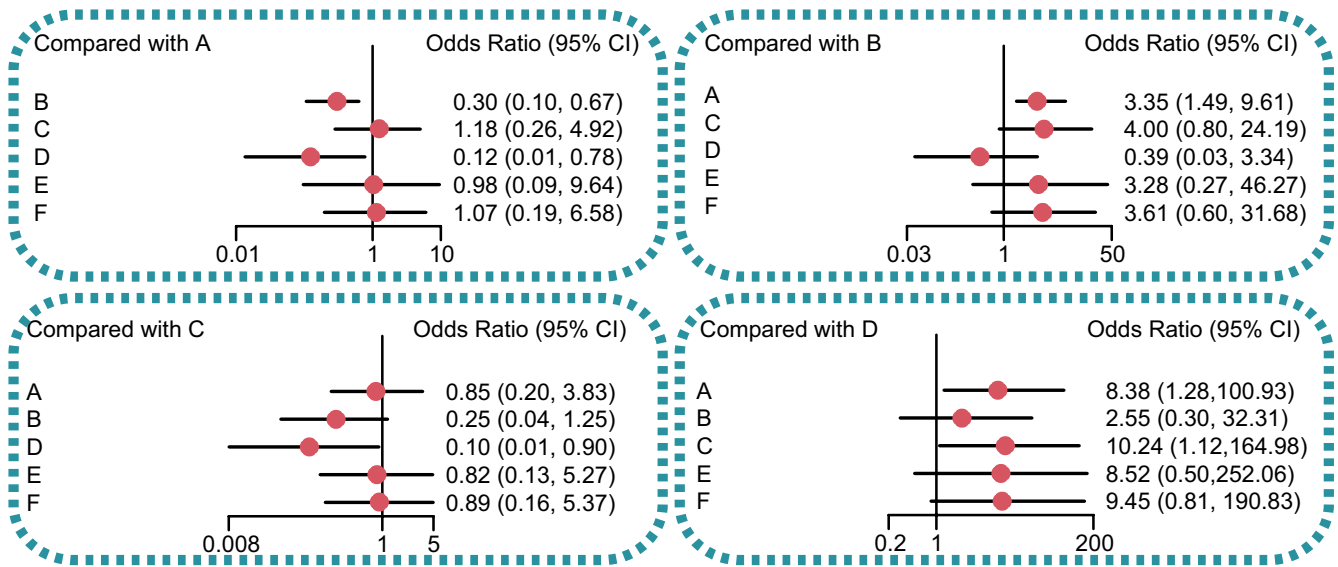 Compared with A Odds Ratio (95% CI)
B 0.30 (0.10, 0.67)
C 1.18 (0.26, 4.92)
D 0.12 (0.01, 0.78)
E 0.98 (0.09, 9.64)
F 1.07 (0.19, 6.58)
0.01 1 10
Compared with B Odds Ratio (95% CI)
A 3.35 (1.49, 9.61)
C 4.00 (0.80, 24.19)
D 0.39 (0.03, 3.34)
E 3.28 (0.27, 46.27)
F 3.61 (0.60, 31.68)
0.03 1 50
Compared with C Odds Ratio (95% CI)
A 0.85 (0.20, 3.83)
B 0.25 (0.04, 1.25)
D 0.10 (0.01, 0.90)
E 0.82 (0.13, 5.27)
F 0.89 (0.16, 5.37)
0.008 1 5
Compared with D Odds Ratio (95% CI)
A 8.38 (1.28,100.93)
B 2.55 (0.30, 32.31)
C 10.24 (1.12,164.98)
E 8.52 (0.50,252.06)
F 9.45 (0.81, 190.83)
0.2 1 200